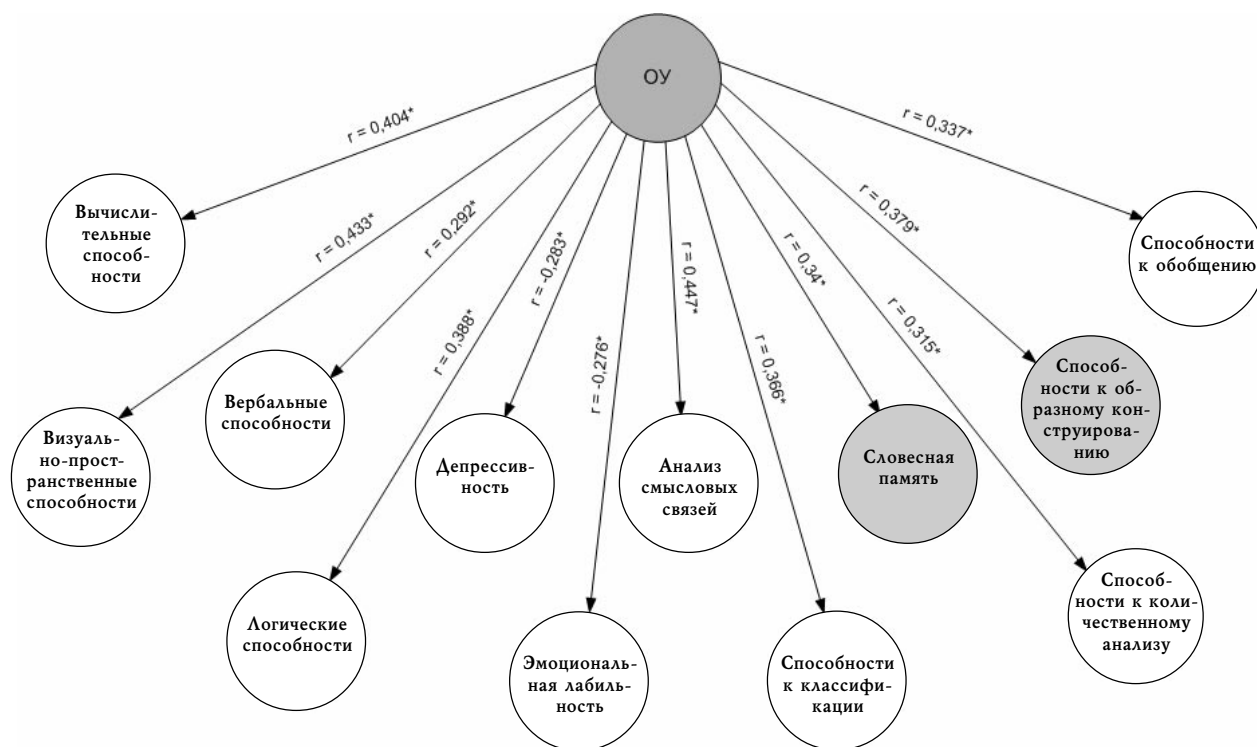 ОУ
r = 0,404*
r = 0,433*
r = 0,292*
r = 0,388*
r = -0,283*
r = -0,276*
r = 0,447*
r = 0,366*
r = 0,34*
r = 0,315*
r = 0,379*
r = 0,337*
Вычисли-
тельные
способ-
ности
Способности
к обобщению
Визуаль-
но-прост-
ранственные
способности
Вербальные
способности
Депрессив-
ность
Анализ
смысловых
связей
Словесная
память
Способ-
ности к об-
разному кон-
струирова-
нию
Логические
способности
Эмоциональ-
ная лабиль-
ность
Способности
к классифи-
кации
Способ-
ности к коли-
чественному
анализу